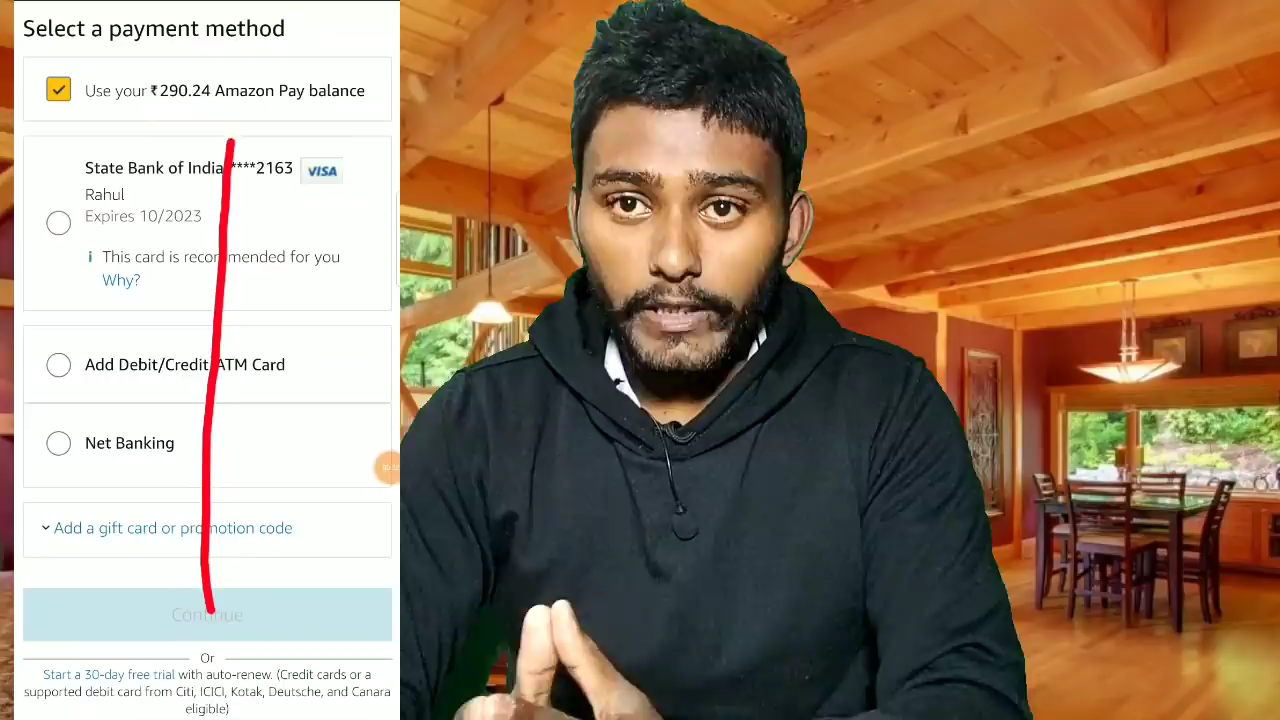 Select a payment method
Use your ₹290.24 Amazon Pay balance
State Bank of India ****2163 VISA
Rahul
Expires 10/2023
i This card is recommended for you
Why?
Add Debit/Credit/ATM Card
Net Banking
Add a gift card or promotion code
Continue
Or
Start a 30-day free trial with auto-renew. (Credit cards or a
supported debit card from Citi, ICICI, Kotak, Deutsche, and Canara
eligible)